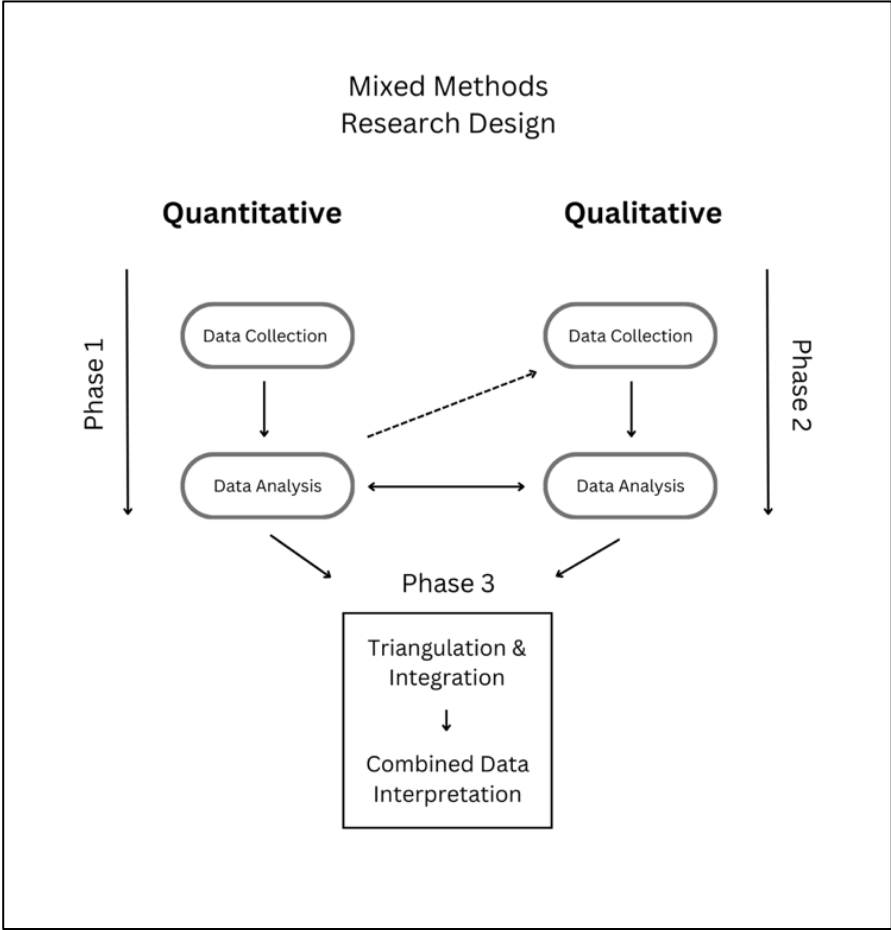 Mixed Methods
Research Design
Quantitative
Qualitative
Phase 1
Data Collection
Data Collection
Phase 2
Data Analysis
Data Analysis
Phase 3
Triangulation &
Integration
Combined Data
Interpretation